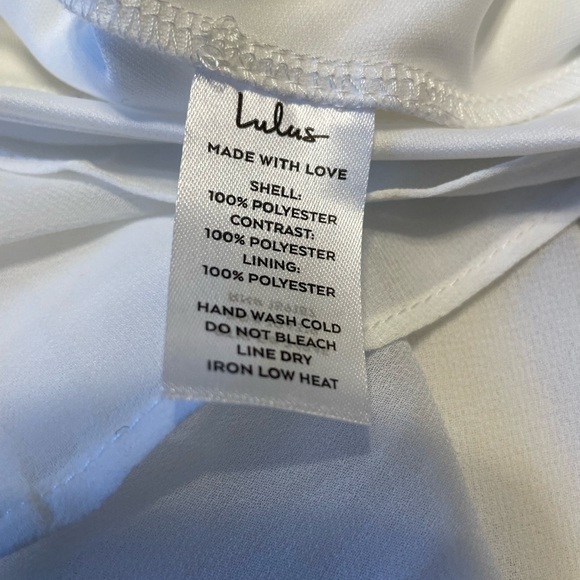 Lulus
MADE WITH LOVE
SHELL:
100% POLYESTER
CONTRAST:
100% POLYESTER
LINING:
100% POLYESTER
HAND WASH COLD
DO NOT BLEACH
LINE DRY
IRON LOW HEAT